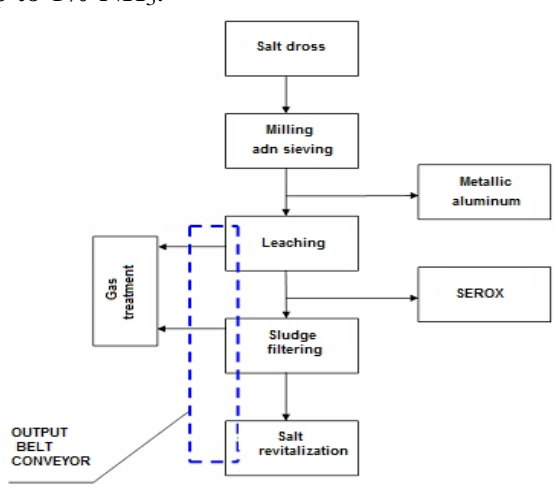 Salt dross
Milling
adn sieving
Metallic
aluminum
Leaching
Gas
treatment
SEROX
Sludge
filtering
OUTPUT
BELT
CONVEYOR
Salt
revitalization